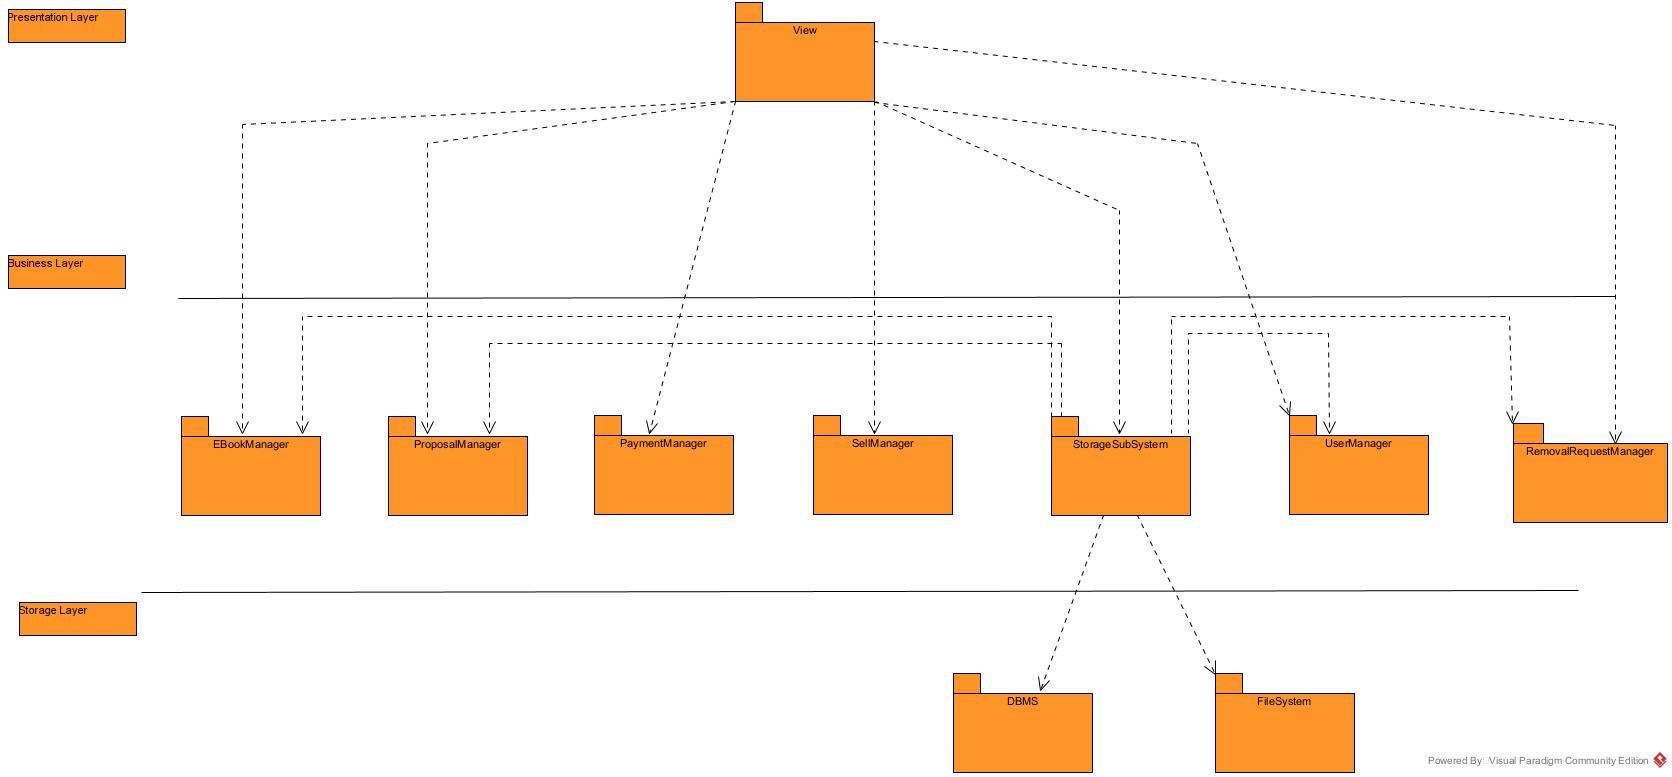 Presentation Layer
View
Business Layer
EBookManager
ProposalManager
PaymentManager
SellManager
StorageSubSystem
UserManager
RemovalRequestManager
Storage Layer
DBMS
FileSystem
Powered By Visual Paradigm Community Edition